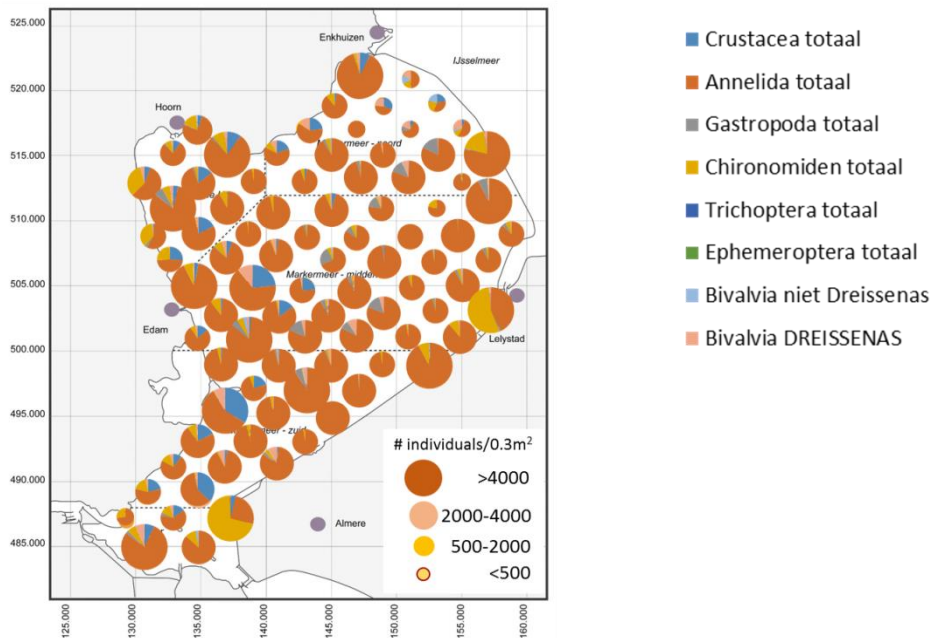 525.000
520.000
515.000
510.000
505.000
500.000
495.000
490.000
485.000
125.000
130.000
135.000
140.000
145.000
150.000
155.000
160.000
Enkhuizen
IJsselmeer
Hoorn
Markermeer - midden
Edam
Lelystad
Almere
# individuals/0.3m²
>4000
2000-4000
500-2000
<500
Crustacea totaal
Annelida totaal
Gastropoda totaal
Chironomiden totaal
Trichoptera totaal
Ephemeroptera totaal
Bivalvia niet Dreissenas
Bivalvia DREISSENAS